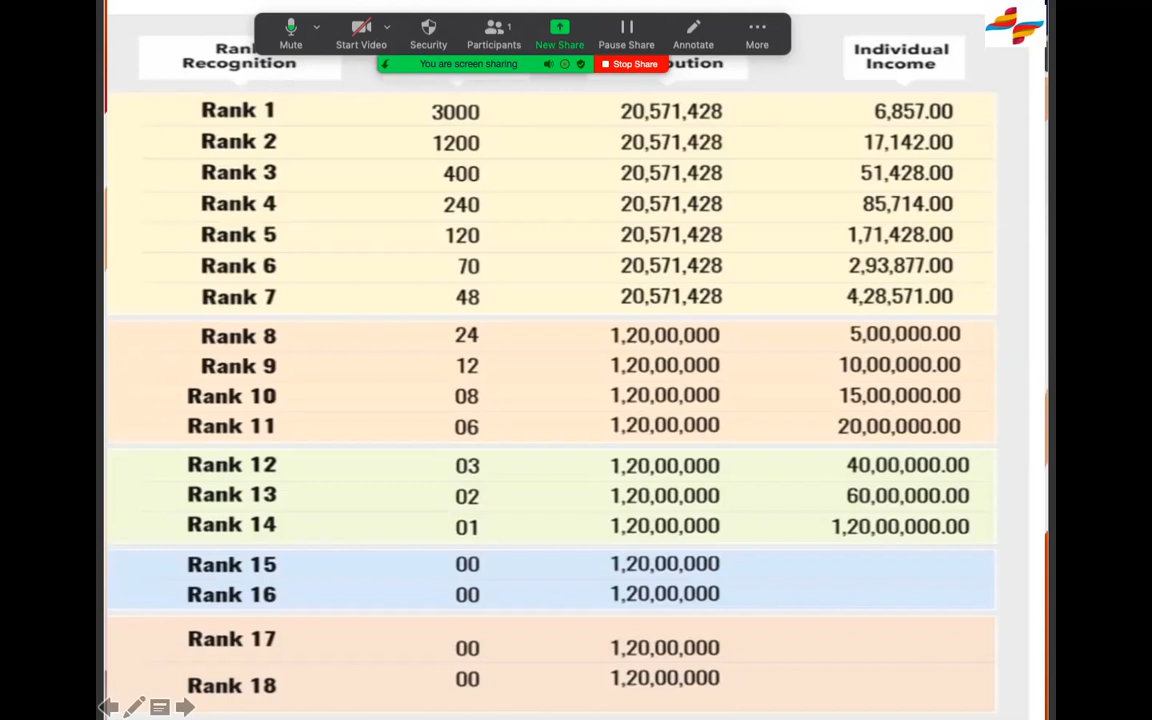 Mute Start Video Security Participants 1 New Share Pause Share Annotate More
You are screen sharing Stop Share
Recognition
Individual Income
Rank 1 3000 20,571,428 6,857.00
Rank 2 1200 20,571,428 17,142.00
Rank 3 400 20,571,428 51,428.00
Rank 4 240 20,571,428 85,714.00
Rank 5 120 20,571,428 1,71,428.00
Rank 6 70 20,571,428 2,93,877.00
Rank 7 48 20,571,428 4,28,571.00
Rank 8 24 1,20,00,000 5,00,000.00
Rank 9 12 1,20,00,000 10,00,000.00
Rank 10 08 1,20,00,000 15,00,000.00
Rank 11 06 1,20,00,000 20,00,000.00
Rank 12 03 1,20,00,000 40,00,000.00
Rank 13 02 1,20,00,000 60,00,000.00
Rank 14 01 1,20,00,000 1,20,00,000.00
Rank 15 00 1,20,00,000
Rank 16 00 1,20,00,000
Rank 17 00 1,20,00,000
Rank 18 00 1,20,00,000